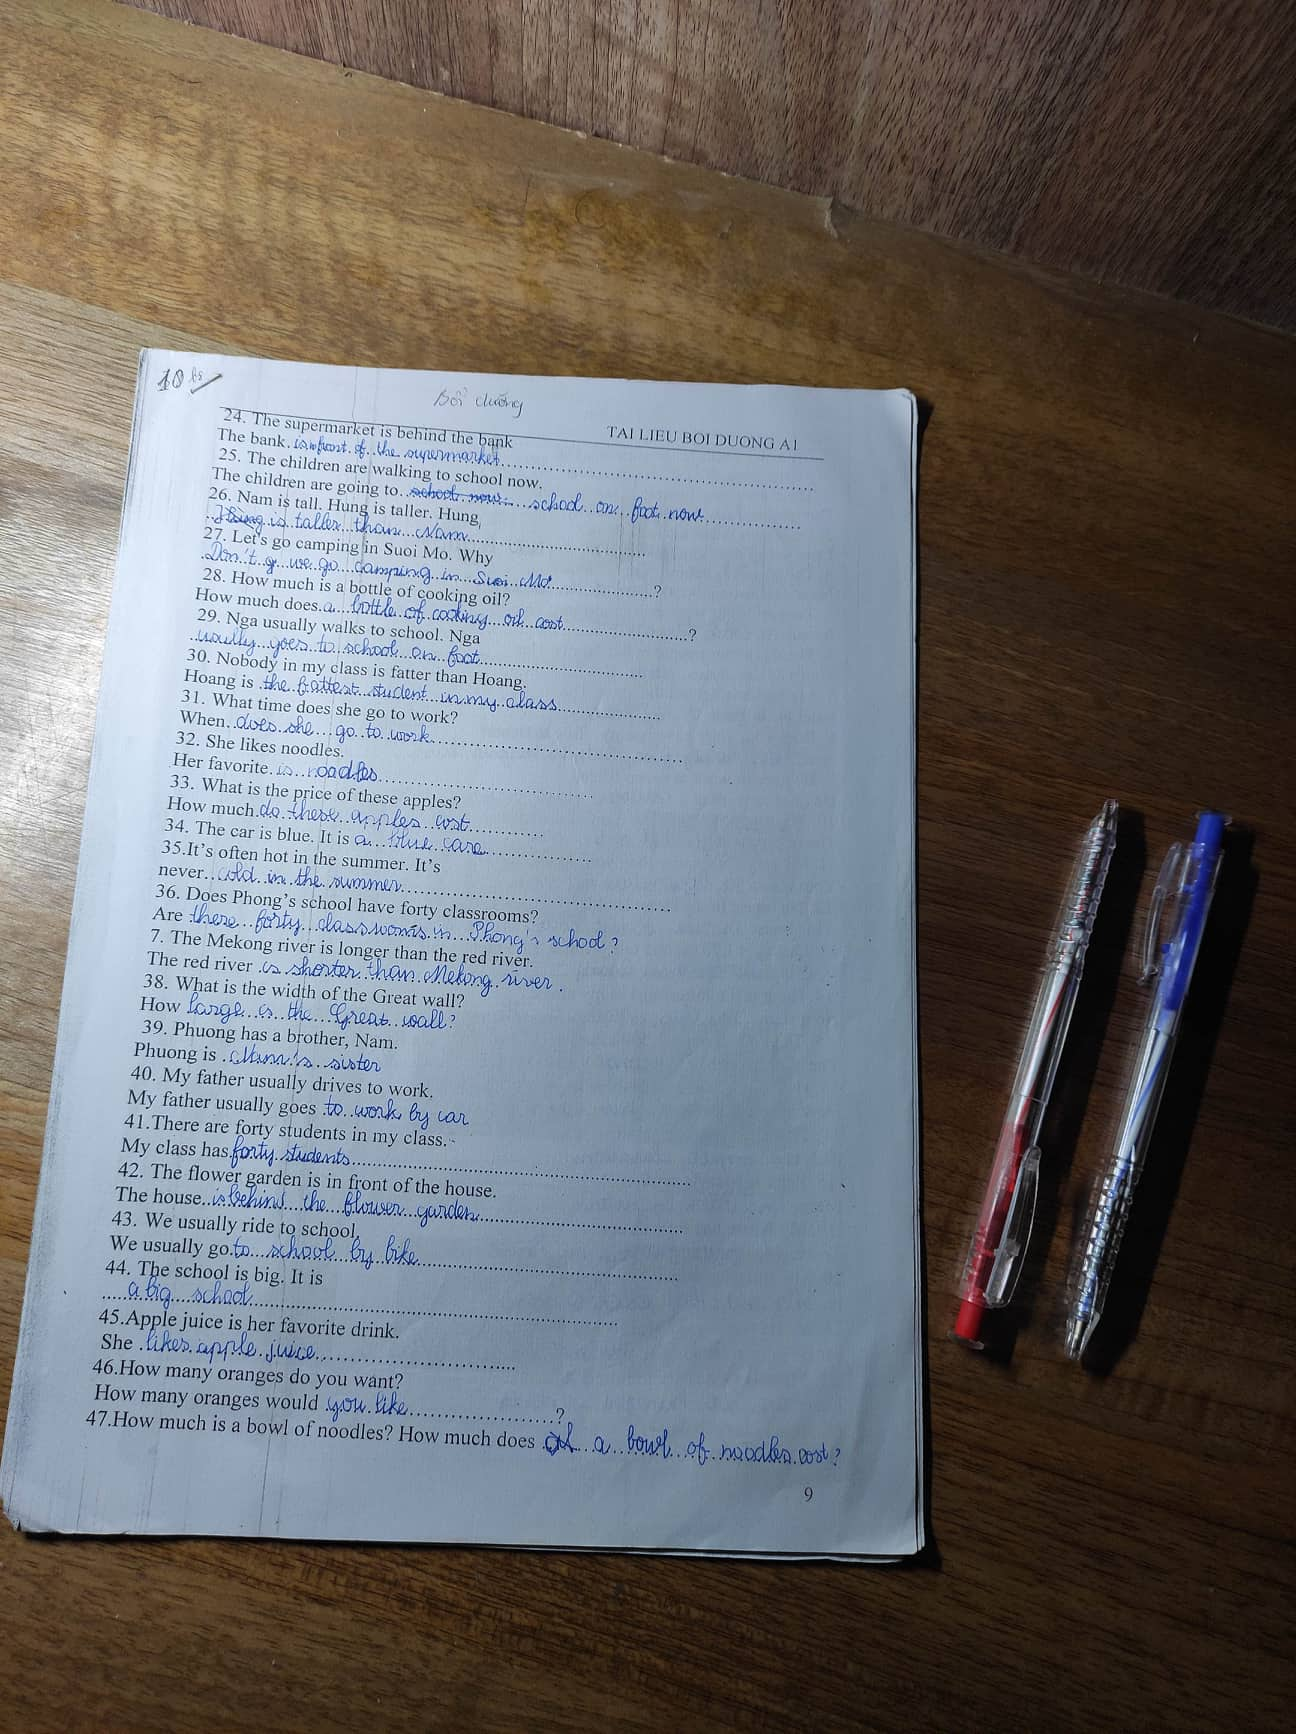 10
Bồi dưỡng
TAI LIEU BOI DUONG A1
24. The supermarket is behind the bank
The bank. is in front of the supermarket
25. The children are walking to school now.
The children are going to school now school on foot now
26. Nam is tall. Hung is taller. Hung
Hung is taller than Nam
27. Let's go camping in Suoi Mo. Why
Don't g we go camping in Suoi Mo ?
28. How much is a bottle of cooking oil?
How much does a bottle of cooking oil cost ?
29. Nga usually walks to school. Nga
usually goes to school on foot
30. Nobody in my class is fatter than Hoang.
Hoang is the fattest student in my class
31. What time does she go to work?
When does she go to work
32. She likes noodles.
Her favorite is noodles
33. What is the price of these apples?
How much do these apples cost
34. The car is blue. It is a blue care
35.It's often hot in the summer. It's
never cold in the summer
36. Does Phong's school have forty classrooms?
Are there forty classrooms in Phong's school?
7. The Mekong river is longer than the red river.
The red river is shorter than Mekong river.
38. What is the width of the Great wall?
How large is the Great wall?
39. Phuong has a brother, Nam.
Phuong is Nam's sister
40. My father usually drives to work.
My father usually goes to work by car
41.There are forty students in my class.
My class has forty students
42. The flower garden is in front of the house.
The house is behind the flower garden
43. We usually ride to school.
We usually go to school by bike
44. The school is big. It is
a big school
45.Apple juice is her favorite drink.
She likes apple juice
46.How many oranges do you want?
How many oranges would you like ?
47.How much is a bowl of noodles? How much does a bowl of noodles cost?
9